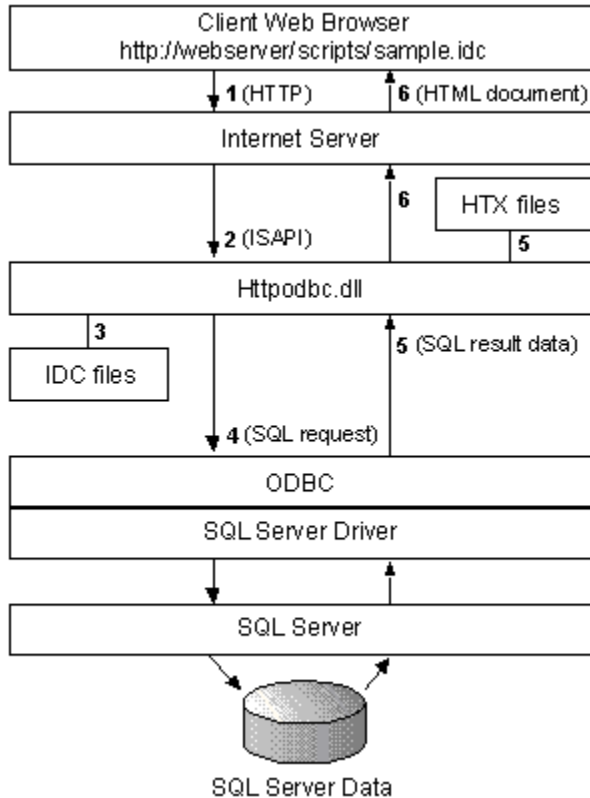 Client Web Browser
http://webserver/scripts/sample.idc
1 (HTTP)
6 (HTML document)
Internet Server
2 (ISAPI)
6
HTX files
5
Httpodbc.dll
3
IDC files
5 (SQL result data)
4 (SQL request)
ODBC
SQL Server Driver
SQL Server
SQL Server Data